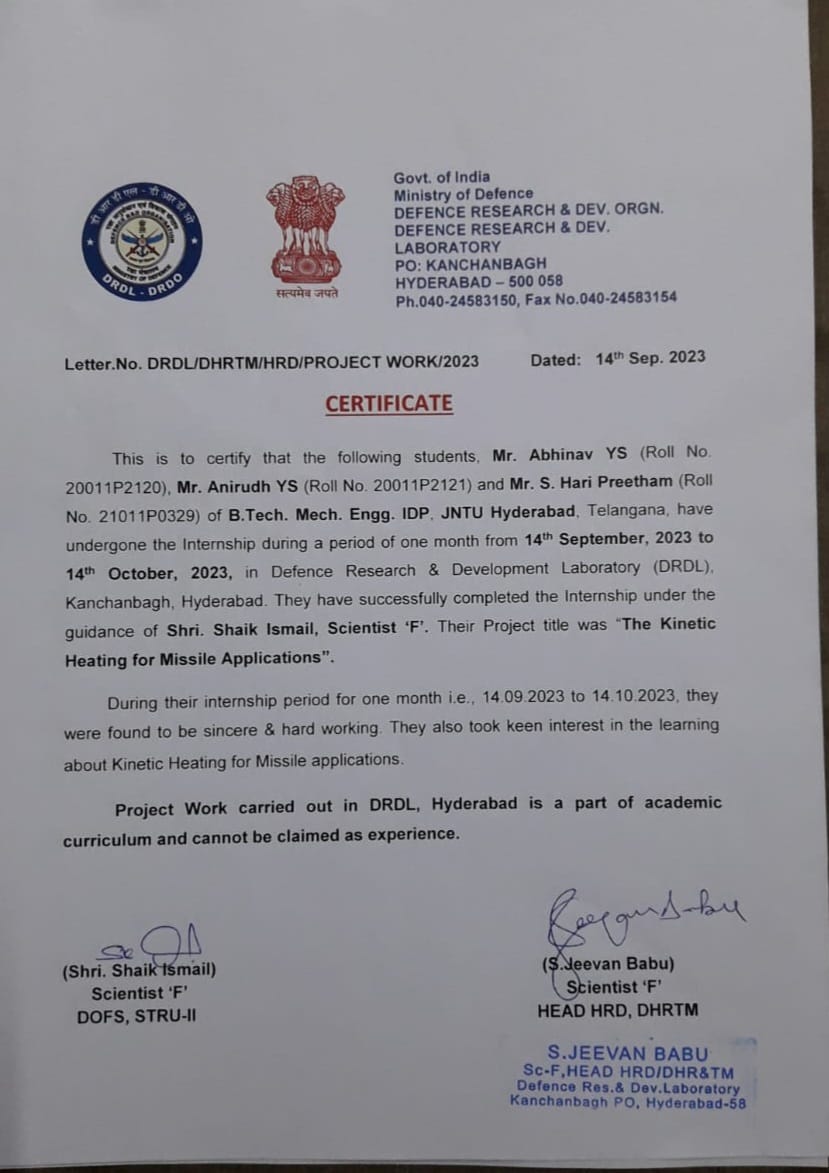 डी आर डी एल - डी आर डी ओ
DRDL - DRDO
सत्यमेव जयते
Govt. of India
Ministry of Defence
DEFENCE RESEARCH & DEV. ORGN.
DEFENCE RESEARCH & DEV.
LABORATORY
PO: KANCHANBAGH
HYDERABAD – 500 058
Ph.040-24583150, Fax No.040-24583154
Letter.No. DRDL/DHRTM/HRD/PROJECT WORK/2023 Dated: 14th Sep. 2023
CERTIFICATE
This is to certify that the following students, Mr. Abhinav YS (Roll No.
20011P2120), Mr. Anirudh YS (Roll No. 20011P2121) and Mr. S. Hari Preetham (Roll
No. 21011P0329) of B.Tech. Mech. Engg. IDP, JNTU Hyderabad, Telangana, have
undergone the Internship during a period of one month from 14th September, 2023 to
14th October, 2023, in Defence Research & Development Laboratory (DRDL),
Kanchanbagh, Hyderabad. They have successfully completed the Internship under the
guidance of Shri. Shaik Ismail, Scientist ‘F’. Their Project title was “The Kinetic
Heating for Missile Applications”.
During their internship period for one month i.e., 14.09.2023 to 14.10.2023, they
were found to be sincere & hard working. They also took keen interest in the learning
about Kinetic Heating for Missile applications.
Project Work carried out in DRDL, Hyderabad is a part of academic
curriculum and cannot be claimed as experience.
(Shri. Shaik Ismail)
Scientist ‘F’
DOFS, STRU-II
(S.Jeevan Babu)
Scientist ‘F’
HEAD HRD, DHRTM
S.JEEVAN BABU
Sc-F,HEAD HRD/DHR&TM
Defence Res.& Dev.Laboratory
Kanchanbagh PO, Hyderabad-58